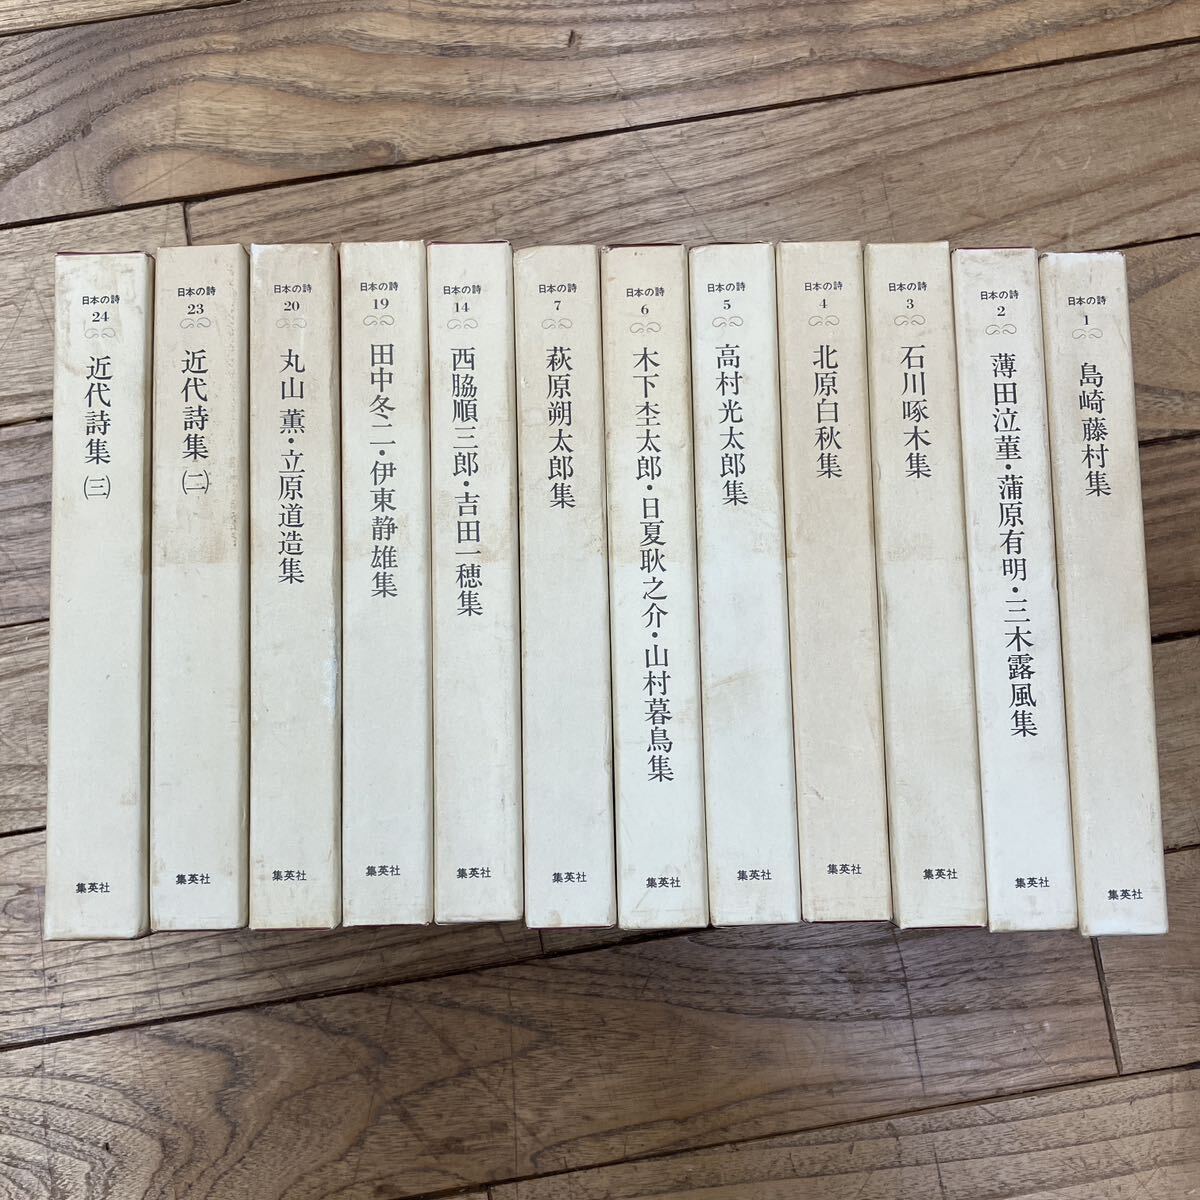 日本の詩
1
島崎藤村集
集英社
日本の詩
2
薄田泣菫・蒲原有明・三木露風集
集英社
日本の詩
3
石川啄木集
集英社
日本の詩
4
北原白秋集
集英社
日本の詩
5
高村光太郎集
集英社
日本の詩
6
木下杢太郎・日夏耿之介・山村暮鳥集
集英社
日本の詩
7
萩原朔太郎集
集英社
日本の詩
14
西脇順三郎・吉田一穂集
集英社
日本の詩
19
田中冬二・伊東静雄集
集英社
日本の詩
20
丸山薫・立原道造集
集英社
日本の詩
23
近代詩集(二)
集英社
日本の詩
24
近代詩集(三)
集英社